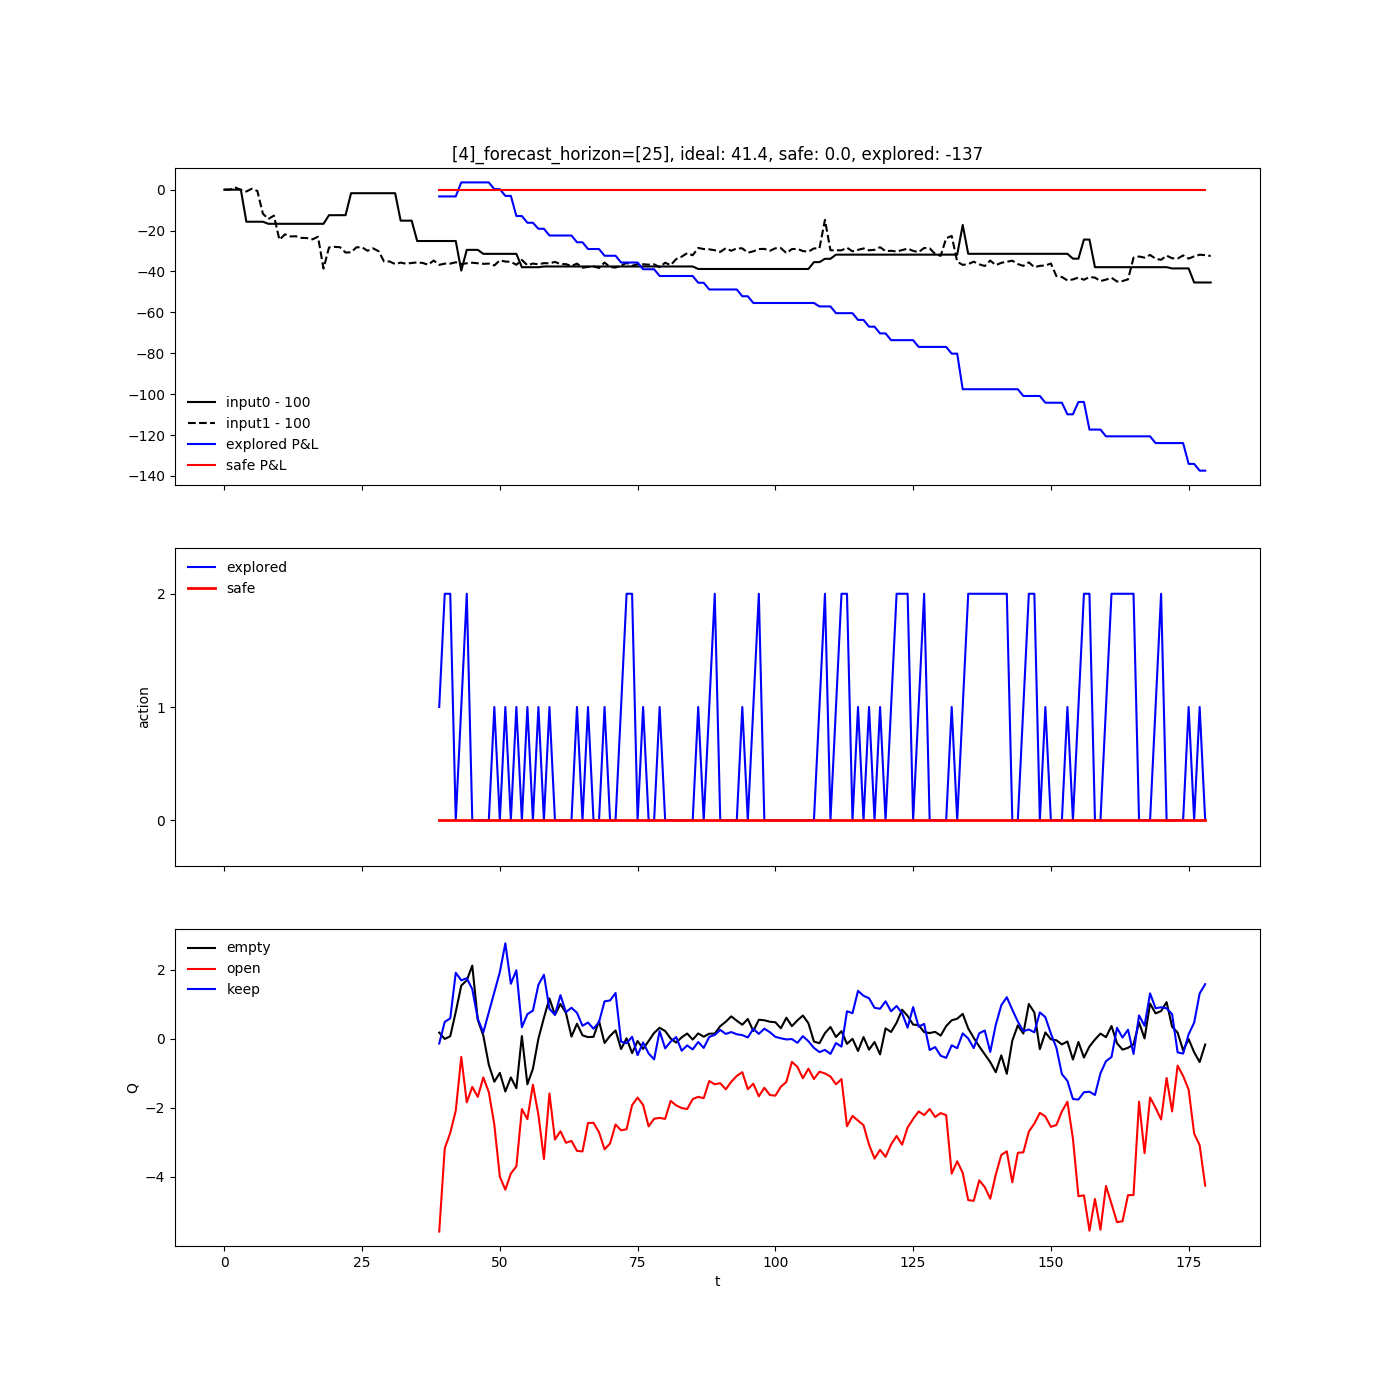 [4]_forecast_horizon=[25], ideal: 41.4, safe: 0.0, explored: -137
0
−20
−40
−60
−80
−100
−120
−140
input0 - 100
input1 - 100
explored P&L
safe P&L
explored
safe
2
1
0
action
empty
open
keep
2
0
−2
−4
Q
0
25
50
75
100
125
150
175
t